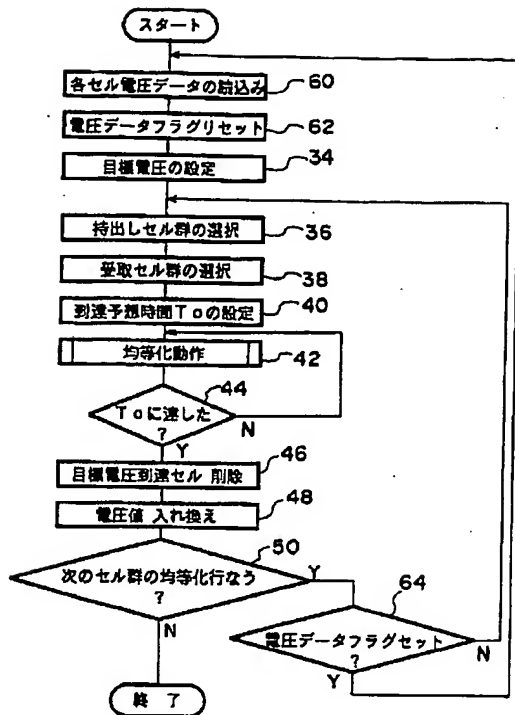 スタート
各セル電圧データの読込み 60
電圧データフラグリセット 62
目標電圧の設定 34
持出しセル群の選択 36
受取セル群の選択 38
到達予想時間Toの設定 40
均等化動作 42
44
Toに達した
? N
Y
目標電圧到達セル 削除 46
電圧値 入れ換え 48
50
次のセル群の均等化行なう Y
?
N
64
電圧データフラグセット N
?
Y
終 了